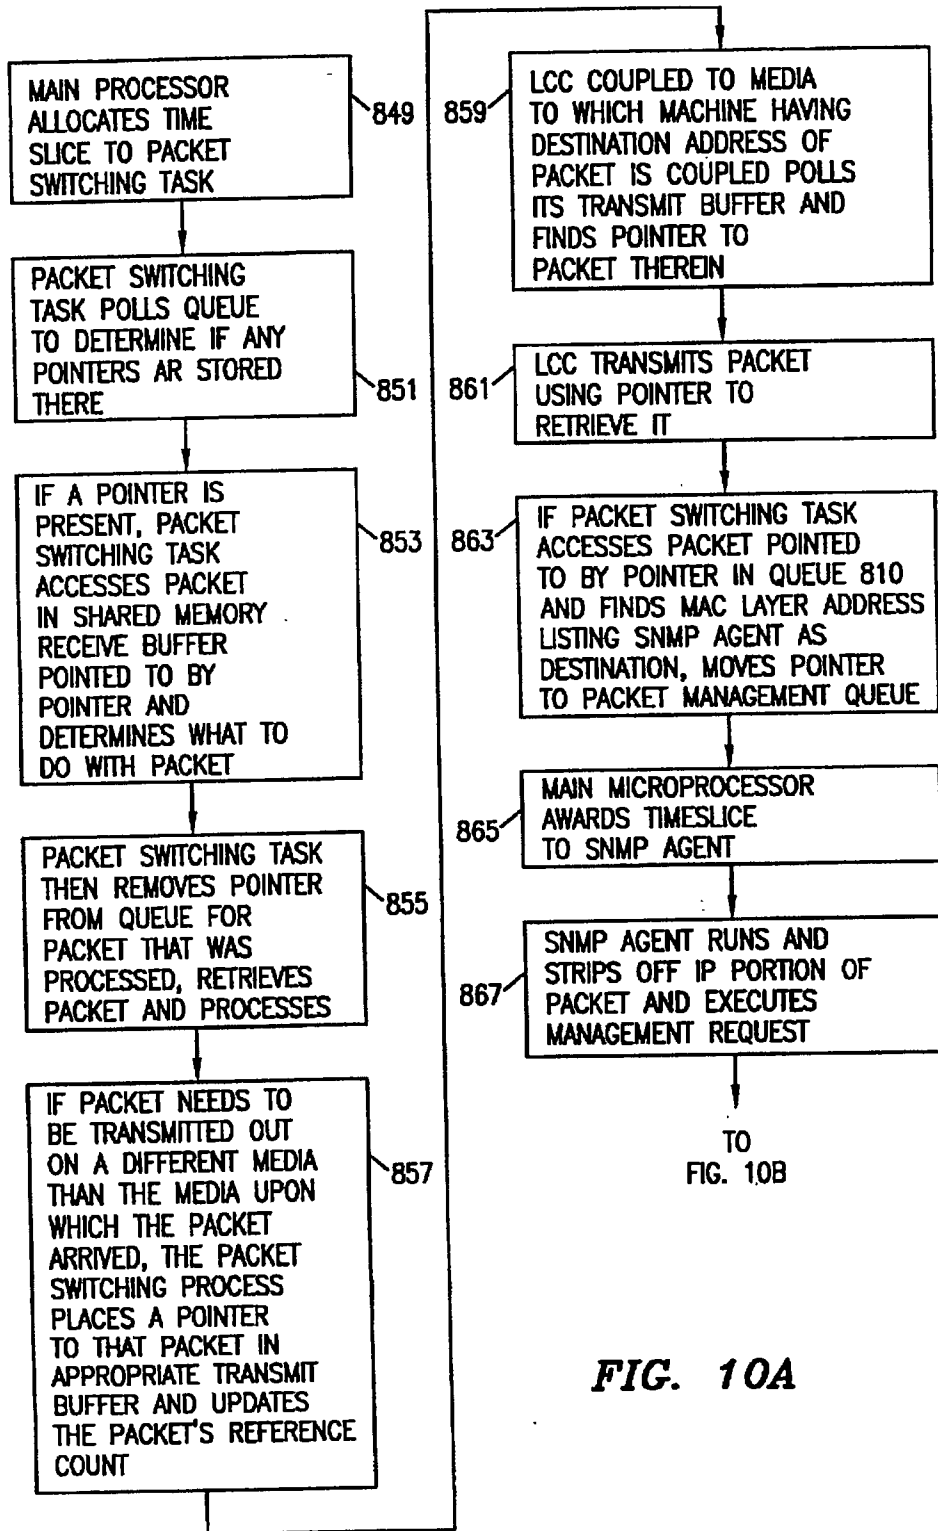 MAIN PROCESSOR
ALLOCATES TIME
SLICE TO PACKET
SWITCHING TASK
849
PACKET SWITCHING
TASK POLLS QUEUE
TO DETERMINE IF ANY
POINTERS AR STORED
THERE
851
IF A POINTER IS
PRESENT, PACKET
SWITCHING TASK
ACCESSES PACKET
IN SHARED MEMORY
RECEIVE BUFFER
POINTED TO BY
POINTER AND
DETERMINES WHAT TO
DO WITH PACKET
853
PACKET SWITCHING TASK
THEN REMOVES POINTER
FROM QUEUE FOR
PACKET THAT WAS
PROCESSED, RETRIEVES
PACKET AND PROCESSES
855
IF PACKET NEEDS TO
BE TRANSMITTED OUT
ON A DIFFERENT MEDIA
THAN THE MEDIA UPON
WHICH THE PACKET
ARRIVED, THE PACKET
SWITCHING PROCESS
PLACES A POINTER
TO THAT PACKET IN
APPROPRIATE TRANSMIT
BUFFER AND UPDATES
THE PACKET'S REFERENCE
COUNT
857
859
LCC COUPLED TO MEDIA
TO WHICH MACHINE HAVING
DESTINATION ADDRESS OF
PACKET IS COUPLED POLLS
ITS TRANSMIT BUFFER AND
FINDS POINTER TO
PACKET THEREIN
861
LCC TRANSMITS PACKET
USING POINTER TO
RETRIEVE IT
863
IF PACKET SWITCHING TASK
ACCESSES PACKET POINTED
TO BY POINTER IN QUEUE 810
AND FINDS MAC LAYER ADDRESS
LISTING SNMP AGENT AS
DESTINATION, MOVES POINTER
TO PACKET MANAGEMENT QUEUE
865
MAIN MICROPROCESSOR
AWARDS TIMESLICE
TO SNMP AGENT
867
SNMP AGENT RUNS AND
STRIPS OFF IP PORTION OF
PACKET AND EXECUTES
MANAGEMENT REQUEST
TO
FIG. 10B
FIG. 10A